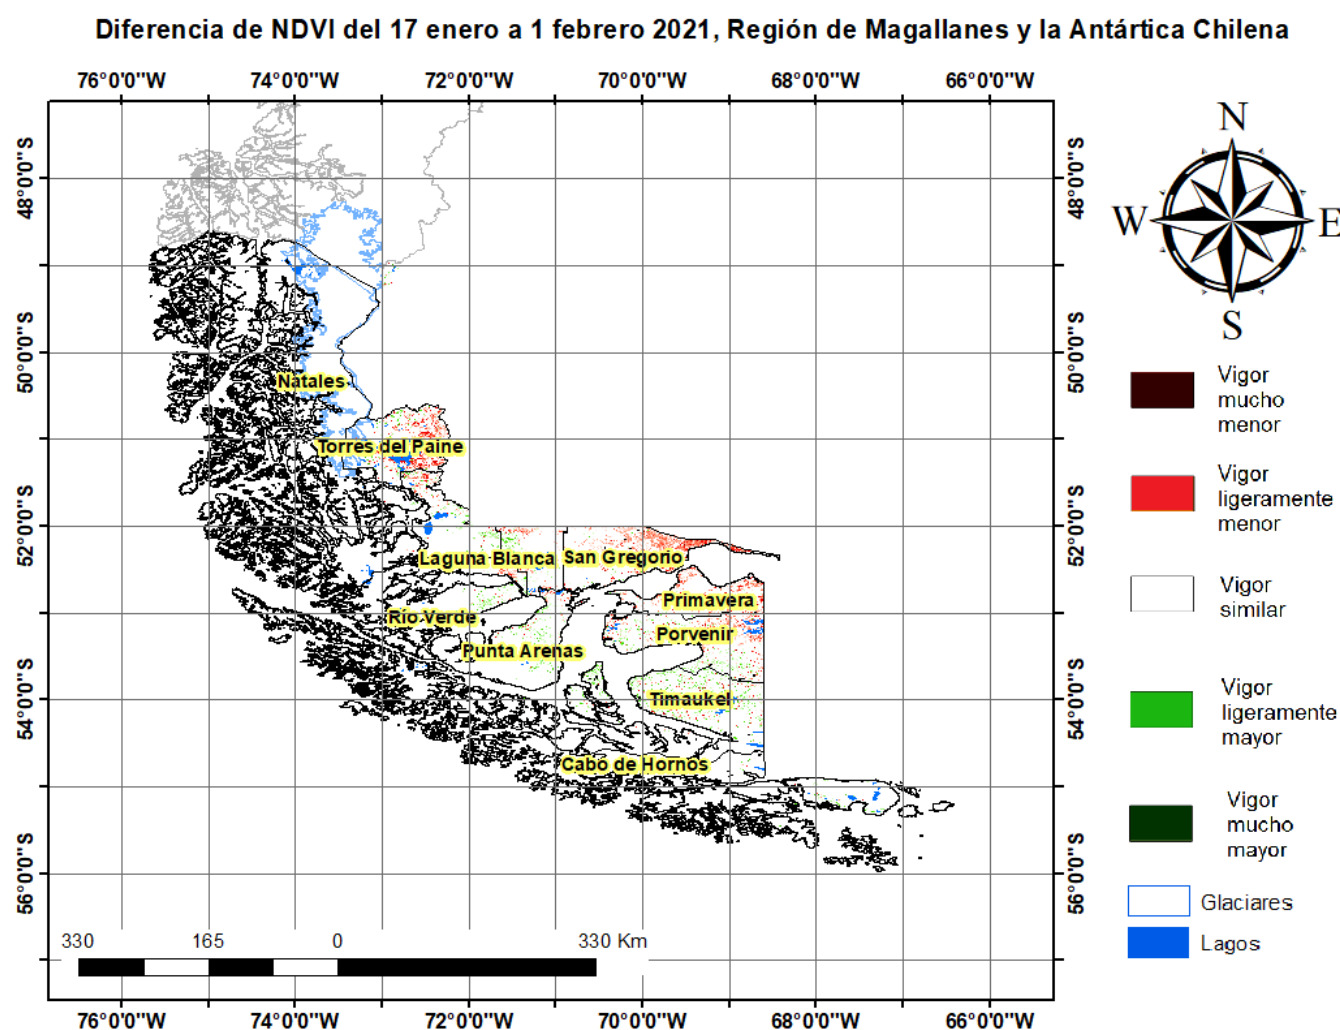 Diferencia de NDVI del 17 enero a 1 febrero 2021, Región de Magallanes y la Antártica Chilena
76°0'0"W 74°0'0"W 72°0'0"W 70°0'0"W 68°0'0"W 66°0'0"W
48°0'0"S
50°0'0"S
52°0'0"S
54°0'0"S
56°0'0"S
Natales
Torres del Paine
Laguna Blanca
San Gregorio
Primavera
Río Verde
Porvenir
Punta Arenas
Timaukel
Cabo de Hornos
330 165 0 330 Km
76°0'0"W 74°0'0"W 72°0'0"W 70°0'0"W 68°0'0"W 66°0'0"W
48°0'0"S
50°0'0"S
52°0'0"S
54°0'0"S
56°0'0"S
N
W E
S
Vigor
mucho
menor
Vigor
ligeramente
menor
Vigor
similar
Vigor
ligeramente
mayor
Vigor
mucho
mayor
Glaciares
Lagos